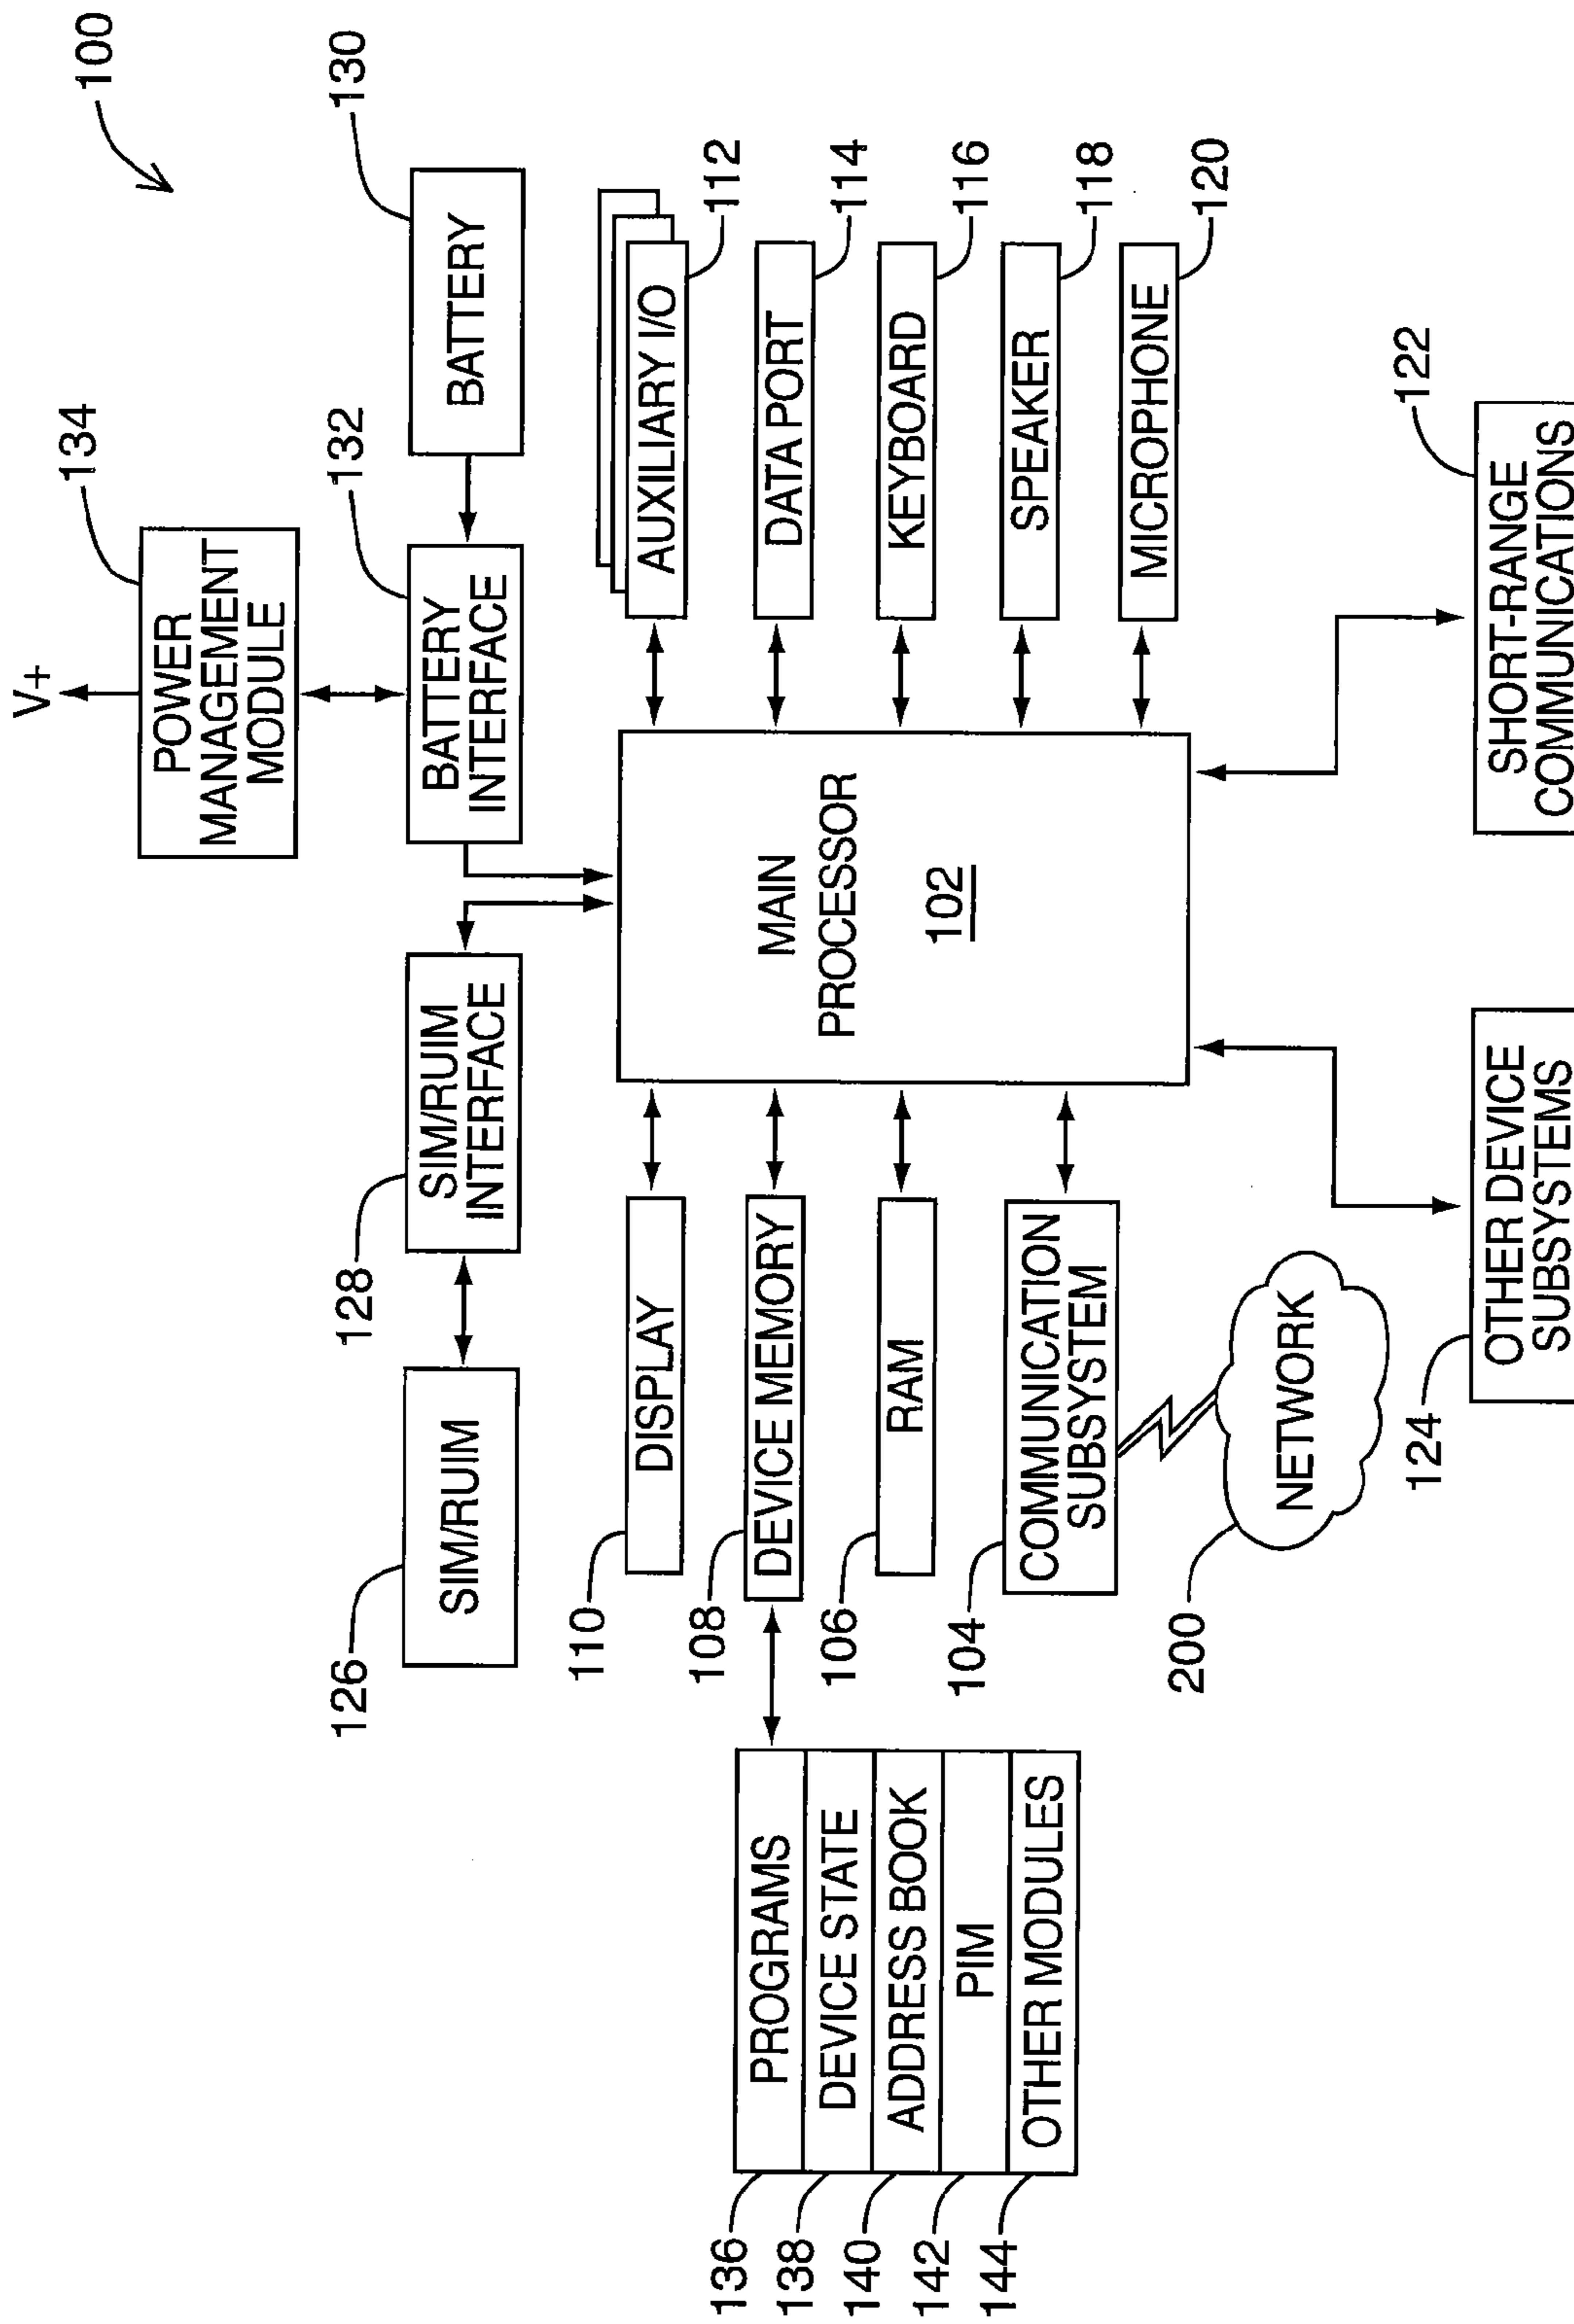 100
V+
134
POWER
MANAGEMENT
MODULE
126
SIM/RUIM
128
SIM/RUIM
INTERFACE
132
BATTERY
INTERFACE
130
BATTERY
110
DISPLAY
108
DEVICE MEMORY
106
RAM
104
COMMUNICATION
SUBSYSTEM
200
NETWORK
136
PROGRAMS
138
DEVICE STATE
140
ADDRESS BOOK
142
PIM
144
OTHER MODULES
MAIN
PROCESSOR
102
AUXILIARY I/O
112
DATA PORT
114
KEYBOARD
116
SPEAKER
118
MICROPHONE
120
124
OTHER DEVICE
SUBSYSTEMS
122
SHORT-RANGE
COMMUNICATIONS